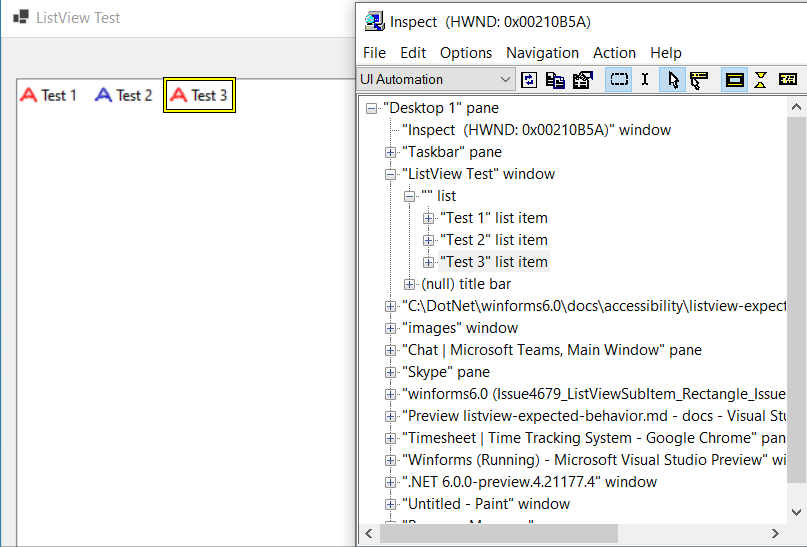 ListView Test
Test 1
Test 2
Test 3
Inspect (HWND: 0x00210B5A)
File Edit Options Navigation Action Help
UI Automation
"Desktop 1" pane
"Inspect (HWND: 0x00210B5A)" window
"Taskbar" pane
"ListView Test" window
"" list
"Test 1" list item
"Test 2" list item
"Test 3" list item
(null) title bar
"C:\DotNet\winforms6.0\docs\accessibility\listview-expect
"images" window
"Chat | Microsoft Teams, Main Window" pane
"Skype" pane
"winforms6.0 (Issue4679_ListViewSubItem_Rectangle_Issue
"Preview listview-expected-behavior.md - docs - Visual Stu
"Timesheet | Time Tracking System - Google Chrome" pan
"Winforms (Running) - Microsoft Visual Studio Preview" wi
".NET 6.0.0-preview.4.21177.4" window
"Untitled - Paint" window